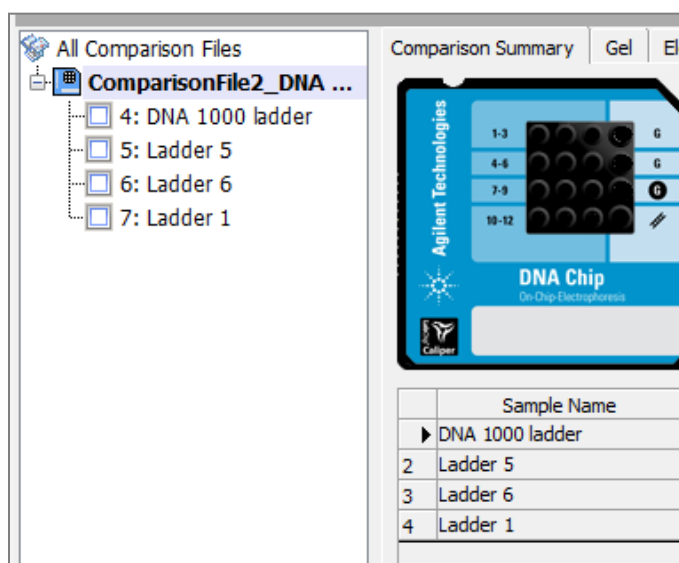 All Comparison Files
ComparisonFile2_DNA ...
4: DNA 1000 ladder
5: Ladder 5
6: Ladder 6
7: Ladder 1
Comparison Summary
Gel
El
Agilent Technologies
1-3
G
4-6
G
7-9
G
10-12
DNA Chip
On-Chip-Electrophoresis
Caliper
Sample Name
DNA 1000 ladder
2 Ladder 5
3 Ladder 6
4 Ladder 1